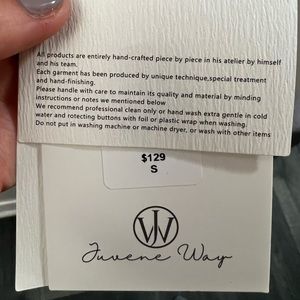 All products are entirely hand-crafted piece by piece in his atelier by himself
and his team.
Each garment has been produced by unique technique,special treatment
and hand-finishing.
Please handle with care to maintain its quality and material by minding
instructions or notes we mentioned below
We recommend professional clean only or hand wash extra gentle in cold
water and rotecting buttons with foil or plastic wrap when washing.
Do not put in washing machine or machine dryer, or wash with other items
$129
S
JW
Juvene Way